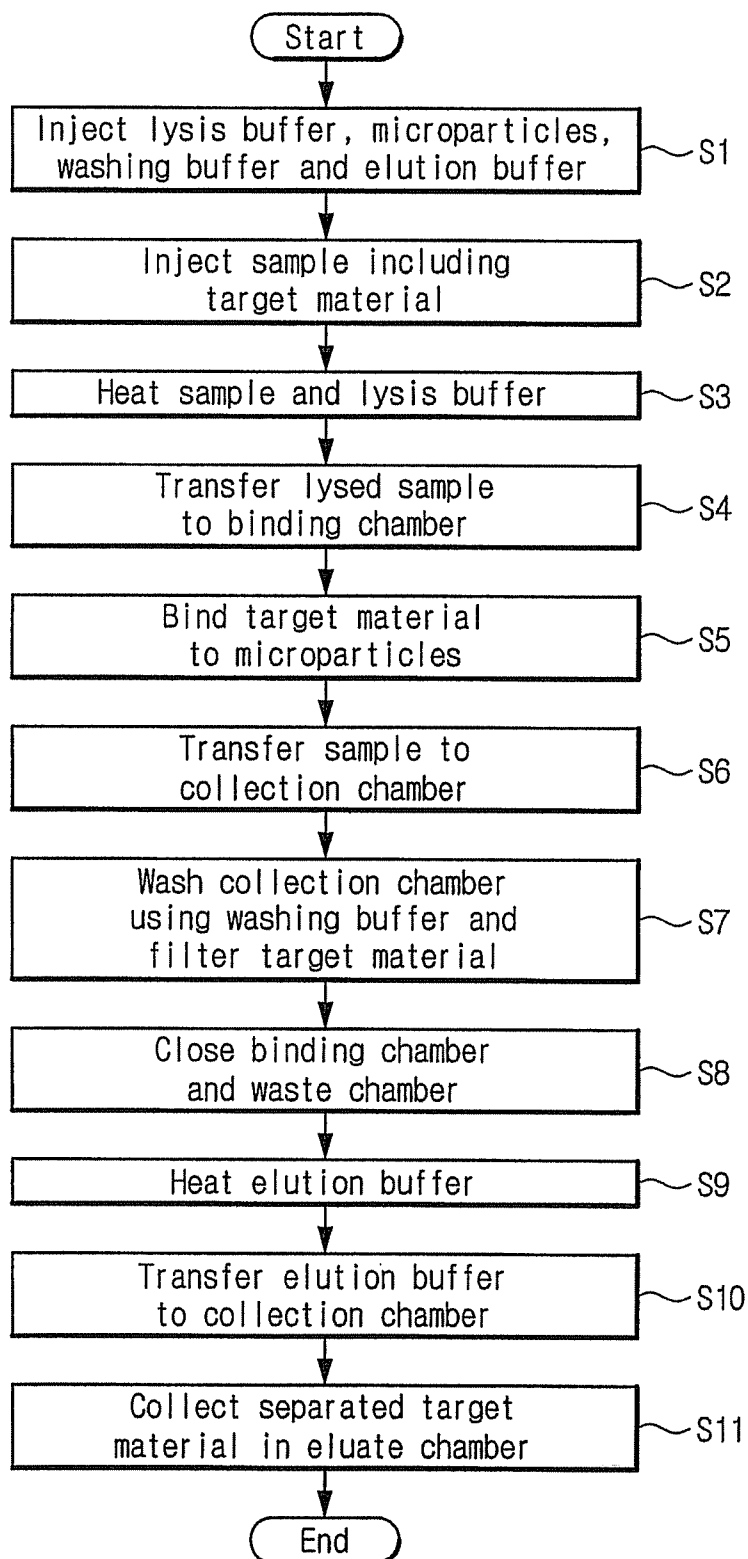 Start
Inject lysis buffer, microparticles,
washing buffer and elution buffer
S1
Inject sample including
target material
S2
Heat sample and lysis buffer
S3
Transfer lysed sample
to binding chamber
S4
Bind target material
to microparticles
S5
Transfer sample to
collection chamber
S6
Wash collection chamber
using washing buffer and
filter target material
S7
Close binding chamber
and waste chamber
S8
Heat elution buffer
S9
Transfer elution buffer
to collection chamber
S10
Collect separated target
material in eluate chamber
S11
End